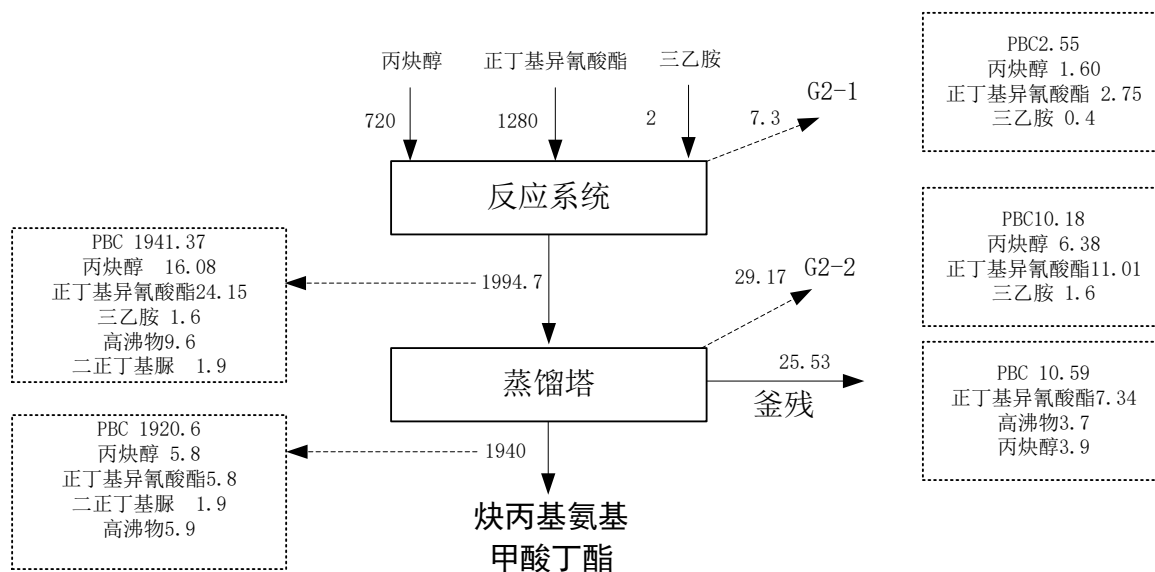 丙炔醇
正丁基异氰酸酯
三乙胺
720
1280
2
7.3
G2-1
PBC2.55
丙炔醇 1.60
正丁基异氰酸酯 2.75
三乙胺 0.4
反应系统
PBC 1941.37
丙炔醇 16.08
正丁基异氰酸酯24.15
三乙胺 1.6
高沸物9.6
二正丁基脲 1.9
1994.7
29.17
G2-2
PBC10.18
丙炔醇 6.38
正丁基异氰酸酯11.01
三乙胺 1.6
蒸馏塔
25.53
釜残
PBC 10.59
正丁基异氰酸酯7.34
高沸物3.7
丙炔醇3.9
PBC 1920.6
丙炔醇 5.8
正丁基异氰酸酯5.8
二正丁基脲 1.9
高沸物5.9
1940
炔丙基氨基
甲酸丁酯